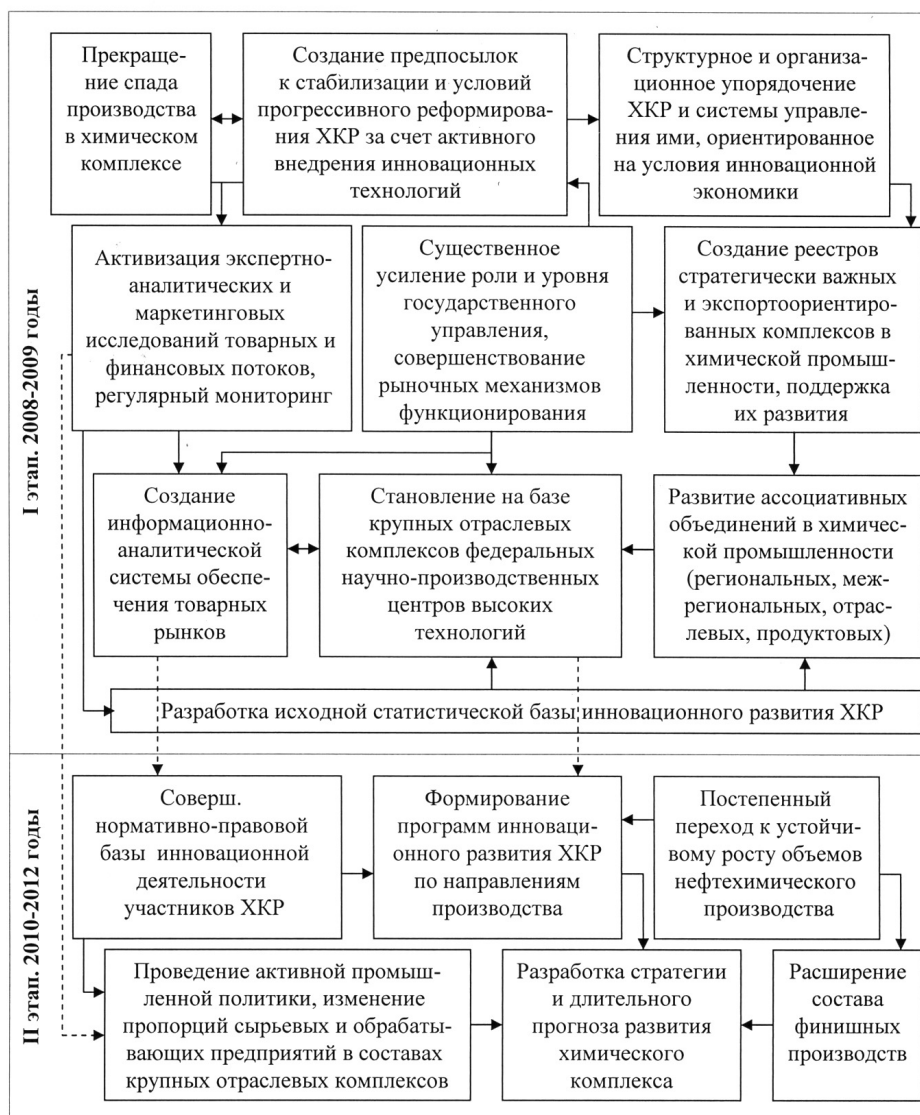 Прекраще-
ние спада
производства
в химическом
комплексе
Создание предпосылок
к стабилизации и условий
прогрессивного реформиро-
вания ХКР за счет активного
внедрения инновационных
технологий
Структурное и организа-
ционное упорядочение
ХКР и системы управле-
ния ими, ориентированное
на условия инновационной
экономики
I этап. 2008-2009 годы
Активизация экспертно-
аналитических и
маркетинговых
исследований товарных и
финансовых потоков,
регулярный мониторинг
Существенное
усиление роли и уровня
государственного
управления,
совершенствование
рыночных механизмов
функционирования
Создание реестров
стратегически важных
и экспортоориентиро-
ванных комплексов в
химической промыш-
ленности, поддержка
их развития
Создание
информационно-
аналитической
системы обеспе-
чения товарных
рынков
Становление на базе
крупных отраслевых
комплексов федеральных
научно-производственных
центров высоких
технологий
Развитие ассоциативных
объединений в химичес-
кой промышленности
(региональных, меж-
региональных, отрас-
левых, продуктовых)
Разработка исходной статистической базы инновационного развития ХКР
II этап. 2010-2012 годы
Соверш.
нормативно-правовой
базы инновационной
деятельности
участников ХКР
Формирование
программ инноваци-
онного развития ХКР
по направлениям
производства
Постепенный
переход к устойчи-
вому росту объемов
нефтехимического
производства
Проведение активной промыш-
ленной политики, изменение
пропорций сырьевых и обрабаты-
вающих предприятий в составах
крупных отраслевых комплексов
Разработка стратегии
и длительного
прогноза развития
химического
комплекса
Расширение
состава
финишных
производств